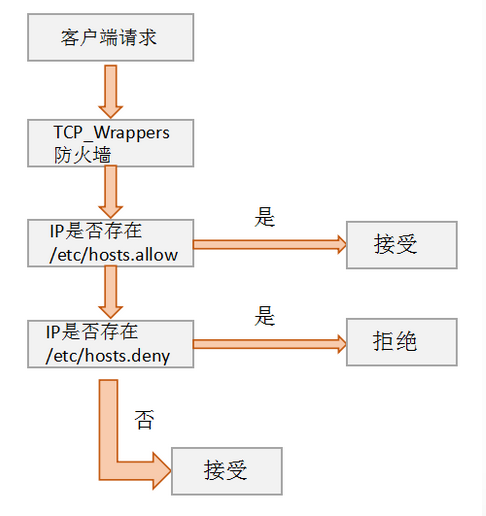 客户端请求
TCP_Wrappers
防火墙
IP是否存在
/etc/hosts.allow
是
接受
IP是否存在
/etc/hosts.deny
是
拒绝
否
接受